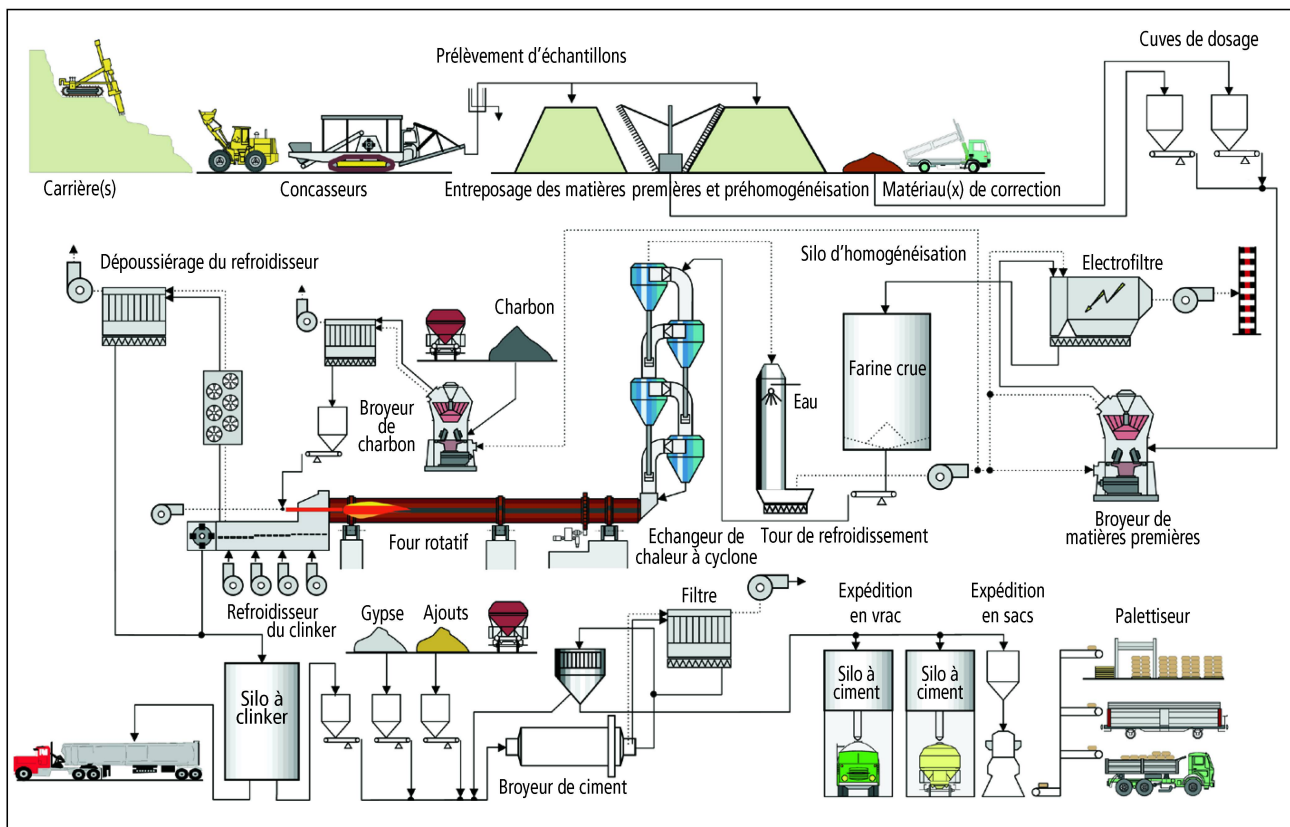 Prélèvement d'échantillons
Cuves de dosage
Carrière(s)
Concasseurs
Entreposage des matières premières et préhomogénéisation
Matériau(x) de correction
Dépoussiérage du refroidisseur
Charbon
Broyeur
de
charbon
Silo d'homogénéisation
Electrofiltre
Farine crue
Eau
Four rotatif
Echangeur de
chaleur à cyclone
Tour de refroidissement
Broyeur de
matières premières
Refroidisseur
du clinker
Gypse
Ajouts
Filtre
Expédition
en vrac
Expédition
en sacs
Palettiseur
Silo à
clinker
Silo à
ciment
Silo à
ciment
Broyeur de ciment